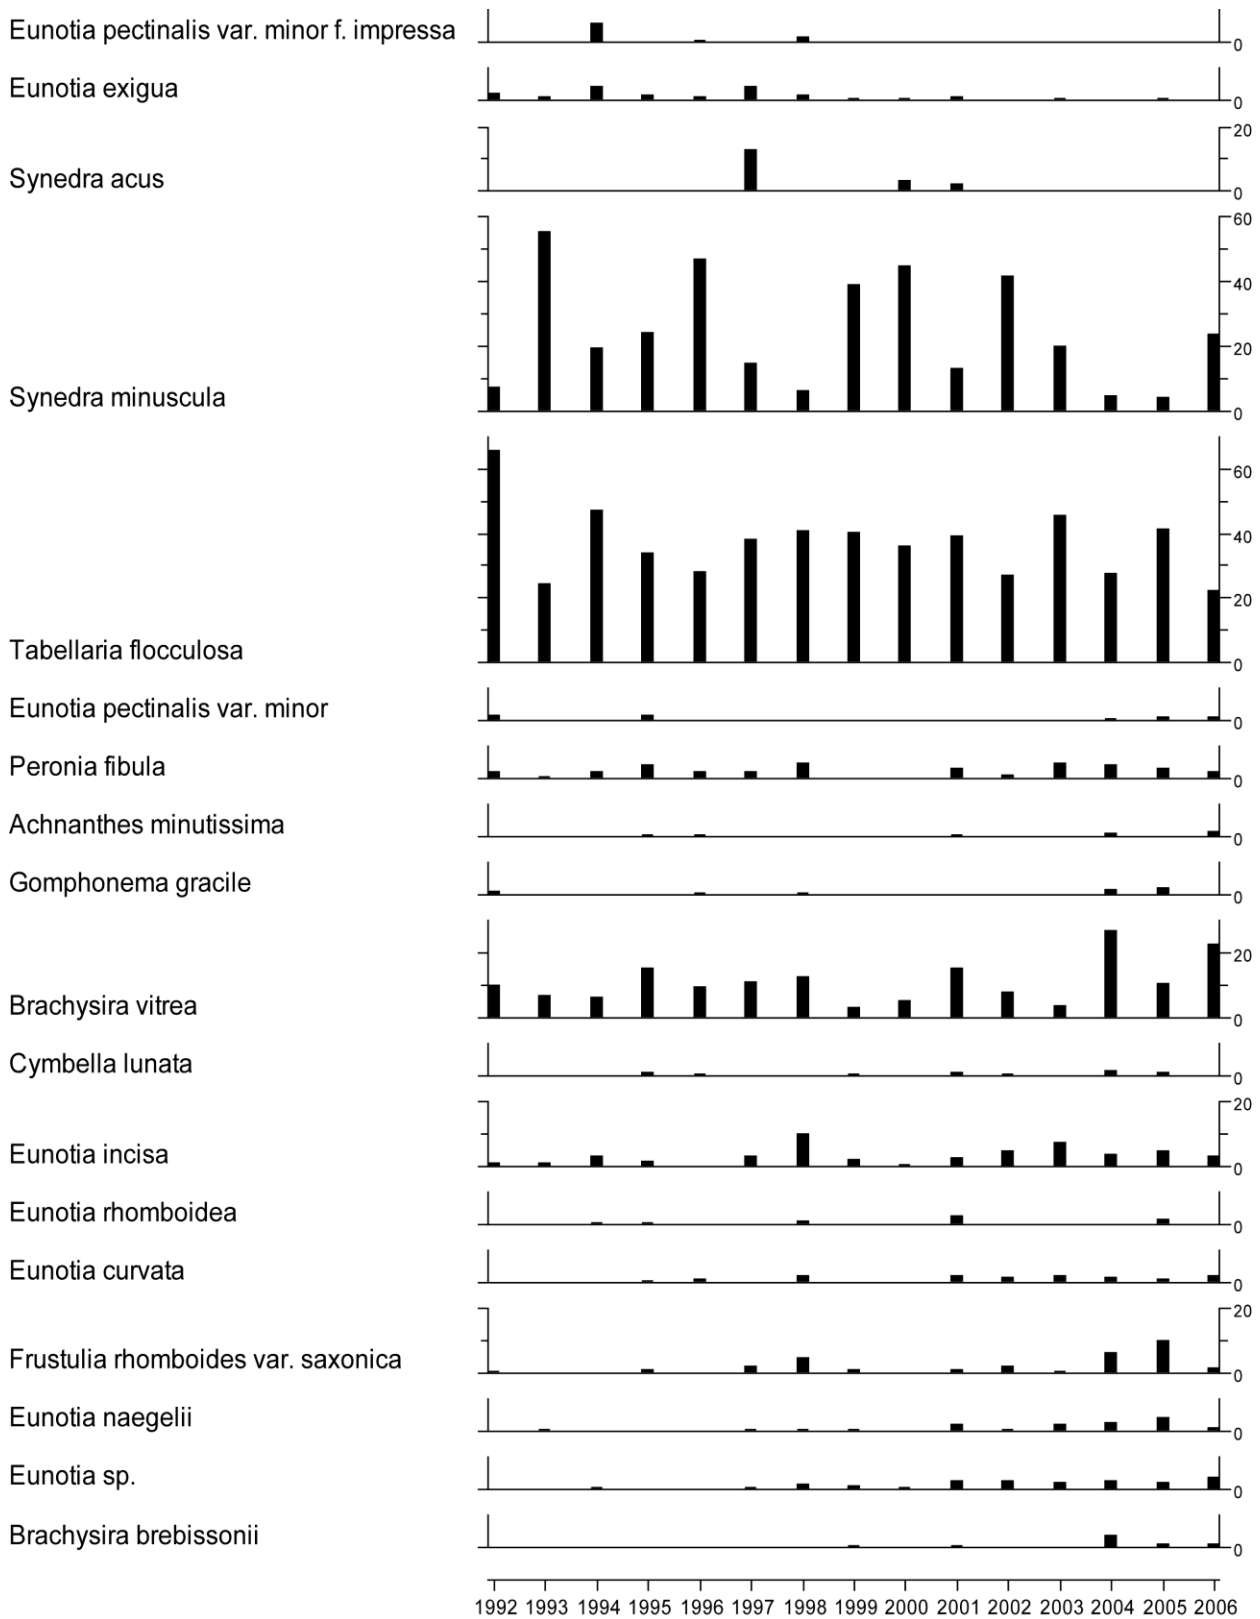 Eunotia pectinalis var. minor f. impressa
0
Eunotia exigua
0
20
Synedra acus
0
60
40
20
Synedra minuscula
0
60
40
20
Tabellaria flocculosa
0
Eunotia pectinalis var. minor
0
Peronia fibula
0
Achnanthes minutissima
0
Gomphonema gracile
0
20
Brachysira vitrea
0
Cymbella lunata
0
20
Eunotia incisa
0
Eunotia rhomboidea
0
Eunotia curvata
0
20
Frustulia rhomboides var. saxonica
0
Eunotia naegelii
0
Eunotia sp.
0
Brachysira brebissonii
0
1992 1993 1994 1995 1996 1997 1998 1999 2000 2001 2002 2003 2004 2005 2006